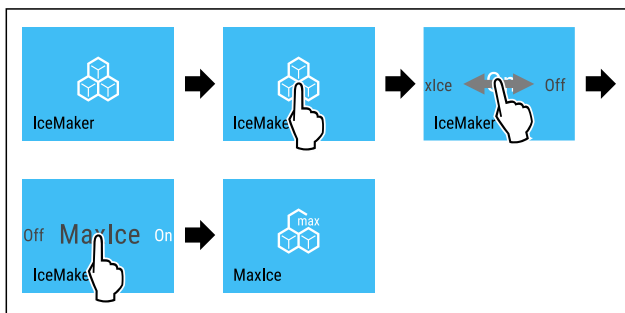 IceMaker
IceMake
xIce Off
IceMaker
Off MaxIce On
IceMake
max
MaxIce